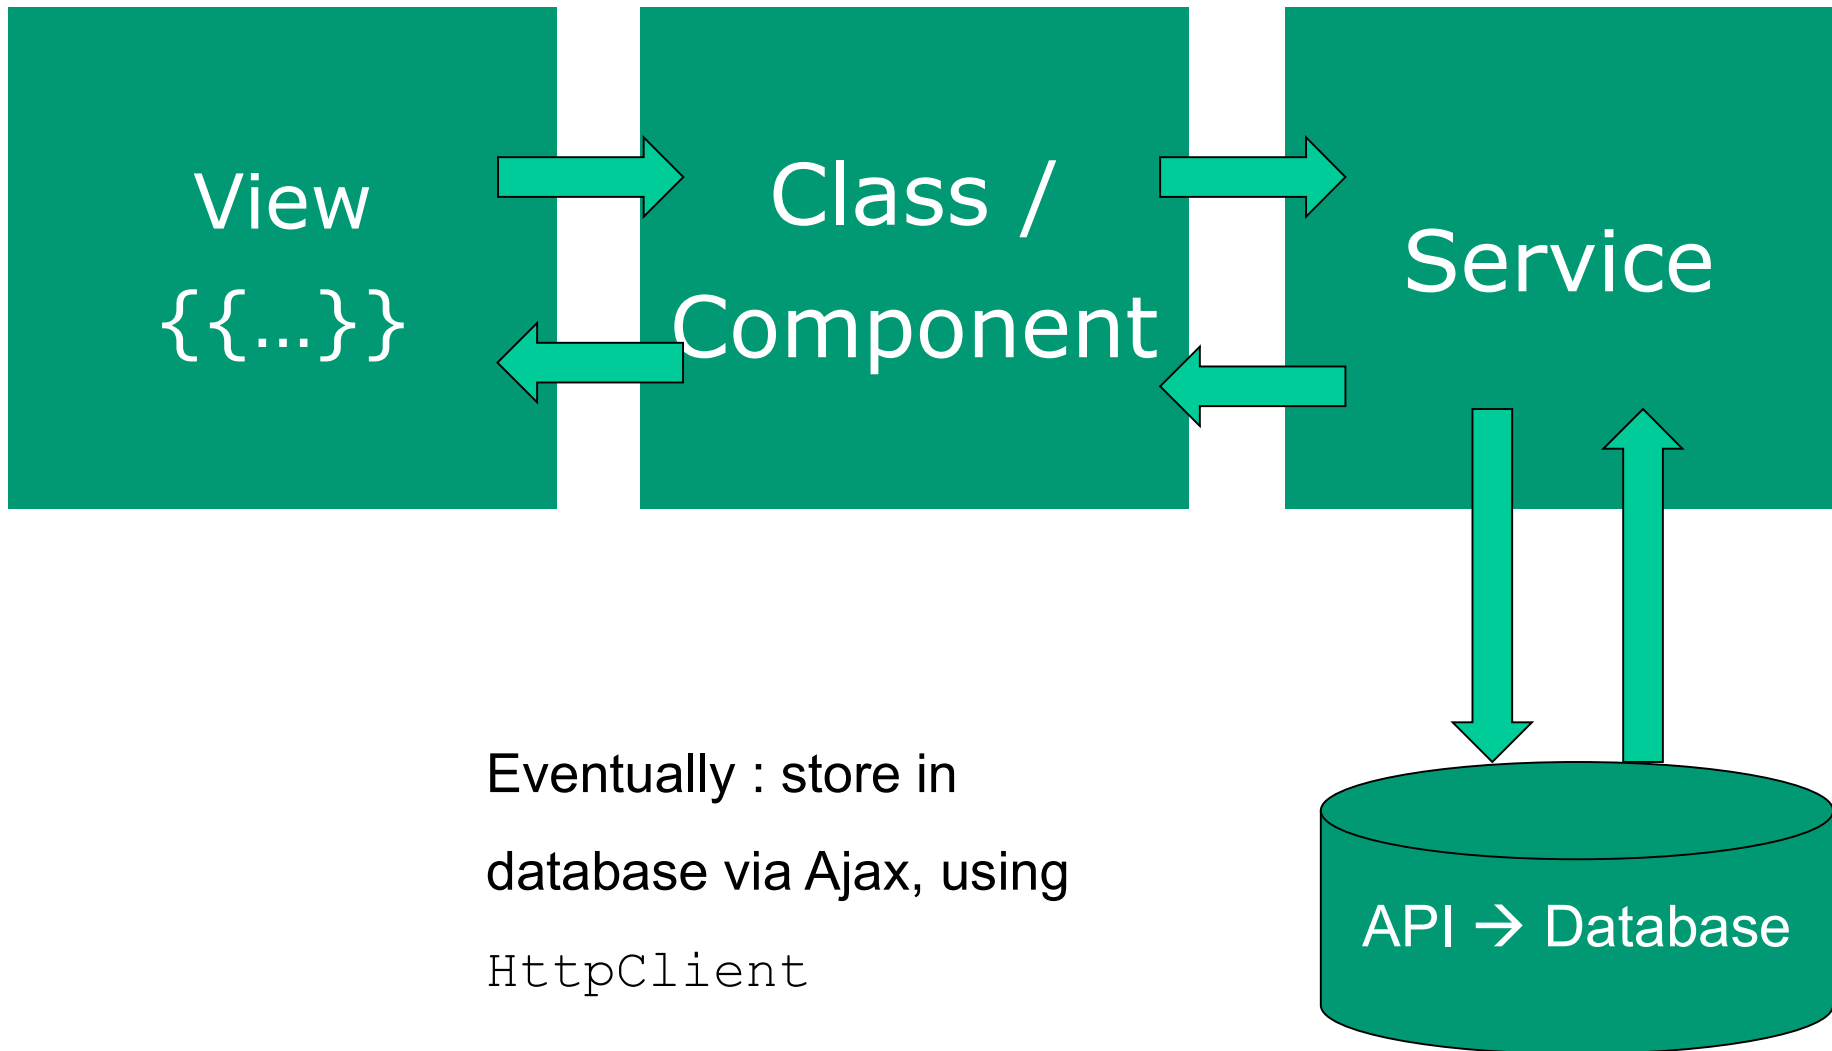 View
{{…}}
Class /
Component
Service
Eventually : store in
database via Ajax, using
HttpClient
API → Database